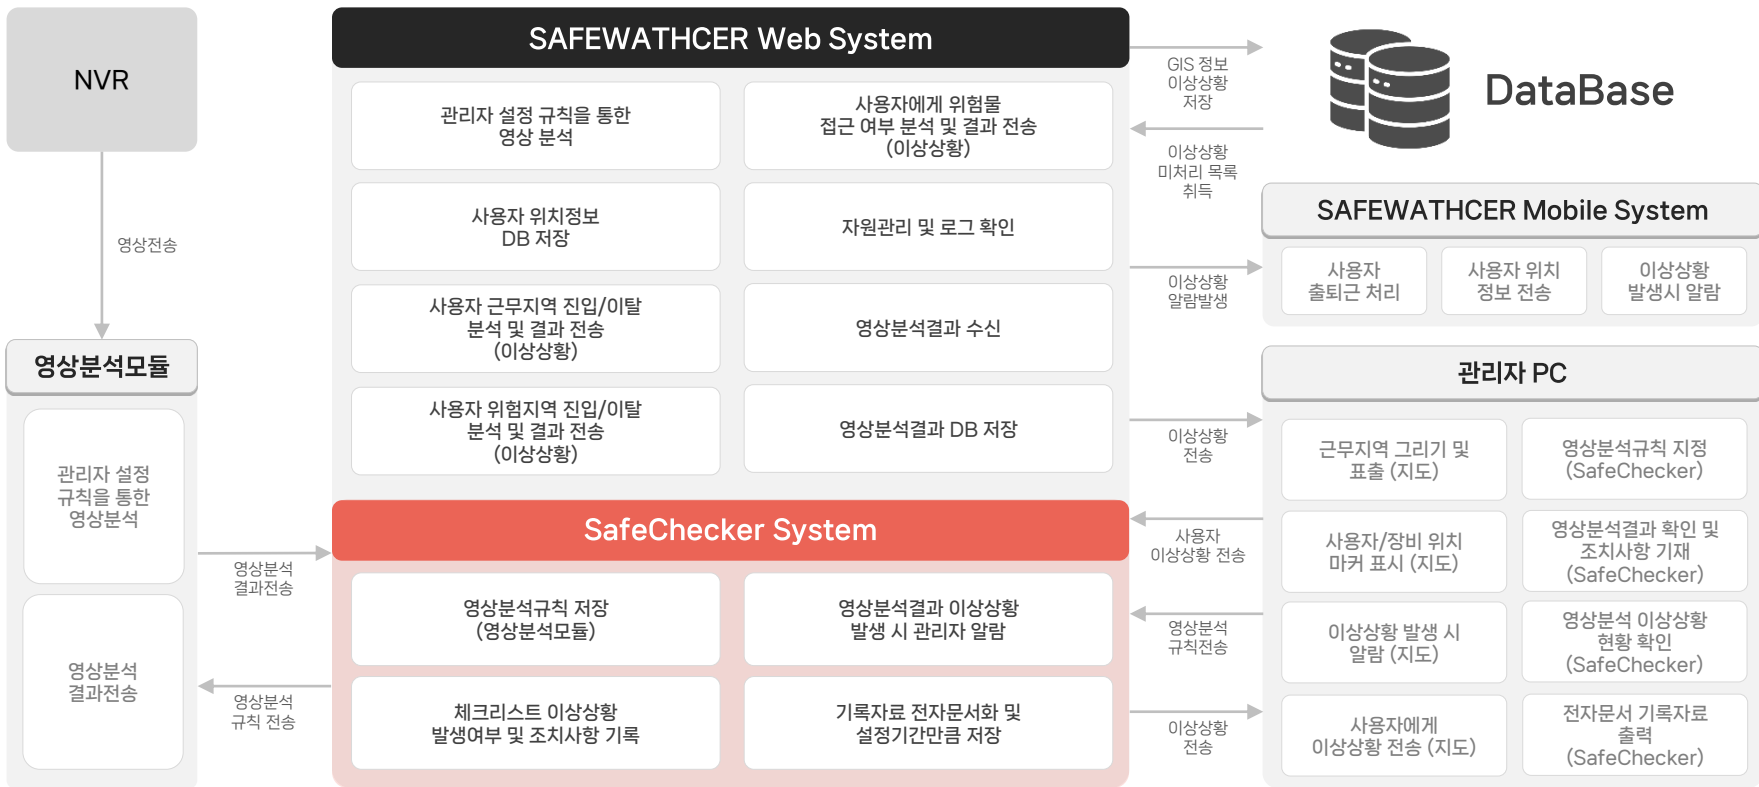 NVR
영상전송
영상분석모듈
관리자 설정
규칙을 통한
영상분석
영상분석
결과전송
영상분석
결과전송
영상분석
규칙 전송
SAFEWATHCER Web System
관리자 설정 규칙을 통한
영상 분석
사용자에게 위험물
접근 여부 분석 및 결과 전송
(이상상황)
사용자 위치정보
DB 저장
자원관리 및 로그 확인
사용자 근무지역 진입/이탈
분석 및 결과 전송
(이상상황)
영상분석결과 수신
사용자 위험지역 진입/이탈
분석 및 결과 전송
(이상상황)
영상분석결과 DB 저장
SafeChecker System
영상분석규칙 저장
(영상분석모듈)
영상분석결과 이상상황
발생 시 관리자 알람
체크리스트 이상상황
발생여부 및 조치사항 기록
기록자료 전자문서화 및
설정기간만큼 저장
GIS 정보
이상상황
저장
이상상황
미처리 목록
취득
이상상황
알람발생
이상상황
전송
사용자
이상상황 전송
영상분석
규칙전송
이상상황
전송
DataBase
SAFEWATHCER Mobile System
사용자
출퇴근 처리
사용자 위치
정보 전송
이상상황
발생시 알람
관리자 PC
근무지역 그리기 및
표출 (지도)
영상분석규칙 지정
(SafeChecker)
사용자/장비 위치
마커 표시 (지도)
영상분석결과 확인 및
조치사항 기재
(SafeChecker)
이상상황 발생 시
알람 (지도)
영상분석 이상상황
현황 확인
(SafeChecker)
사용자에게
이상상황 전송 (지도)
전자문서 기록자료
출력
(SafeChecker)